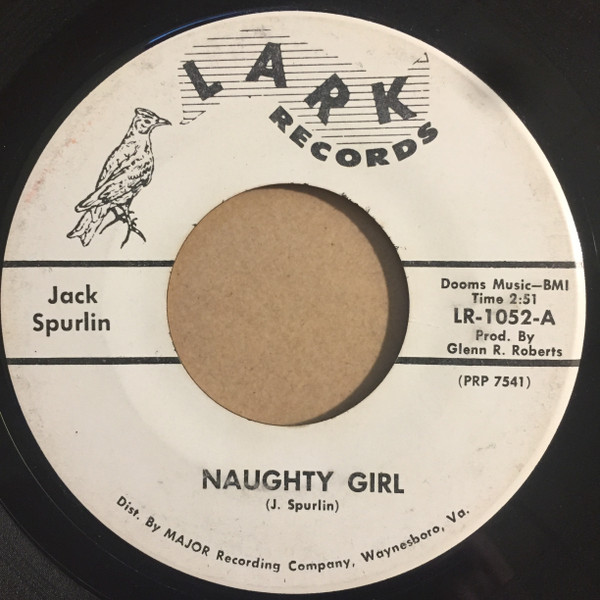 LARK
RECORDS
Jack
Spurlin
Dooms Music—BMI
Time 2:51
LR-1052-A
Prod. By
Glenn R. Roberts
(PRP 7541)
NAUGHTY GIRL
(J. Spurlin)
Dist. By MAJOR Recording Company, Waynesboro, Va.